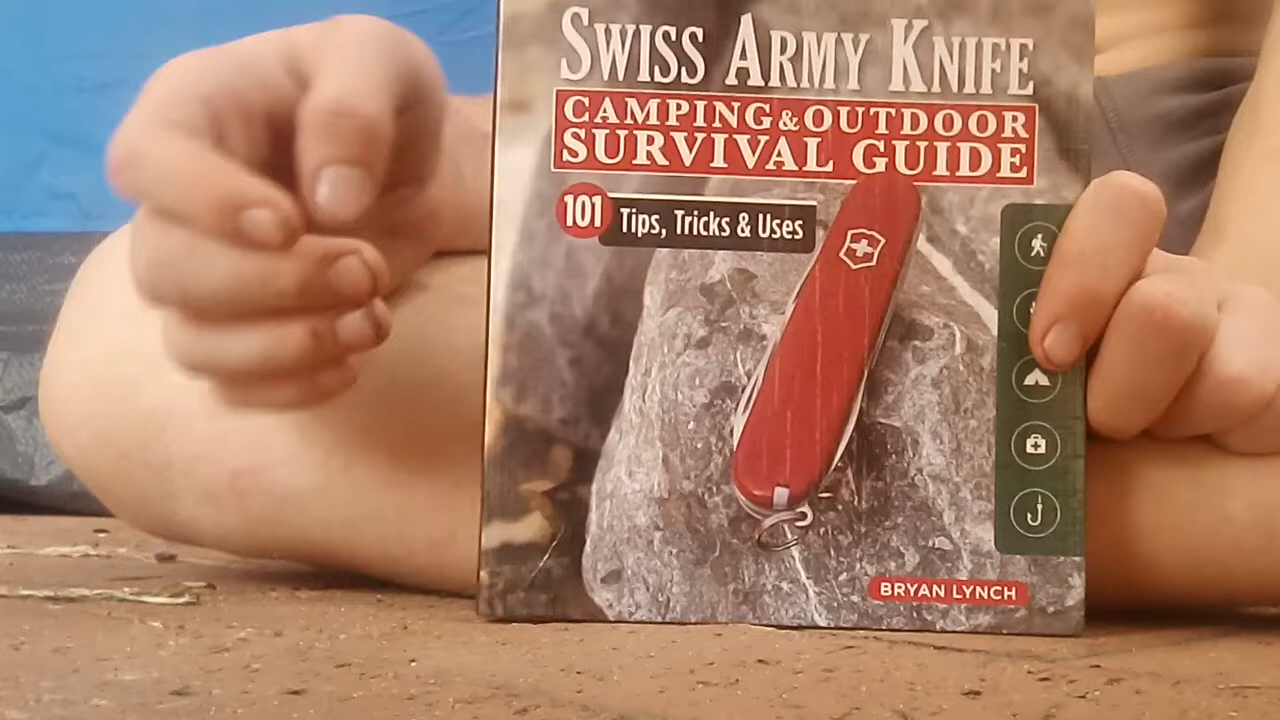 SWISS ARMY KNIFE
CAMPING & OUTDOOR
SURVIVAL GUIDE
101 Tips, Tricks & Uses
BRYAN LYNCH